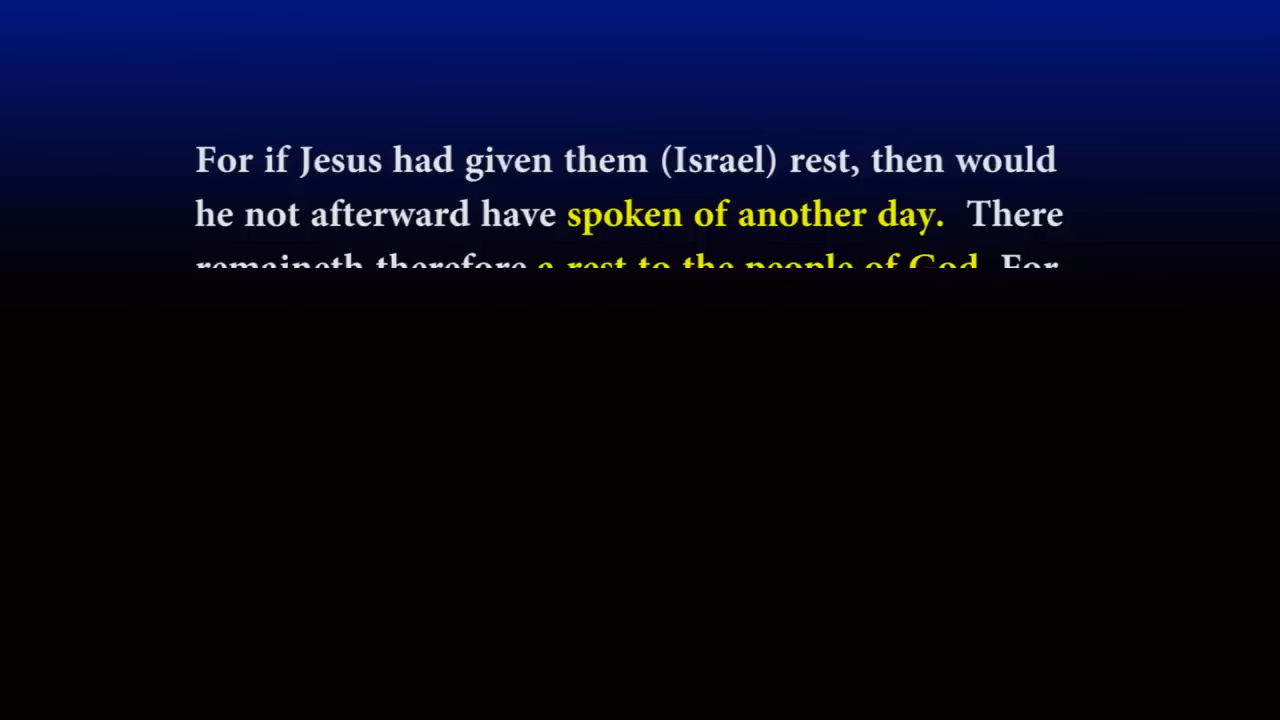 For if Jesus had given them (Israel) rest, then would
he not afterward have spoken of another day. There
remaineth therefore a rest to the people of God. For